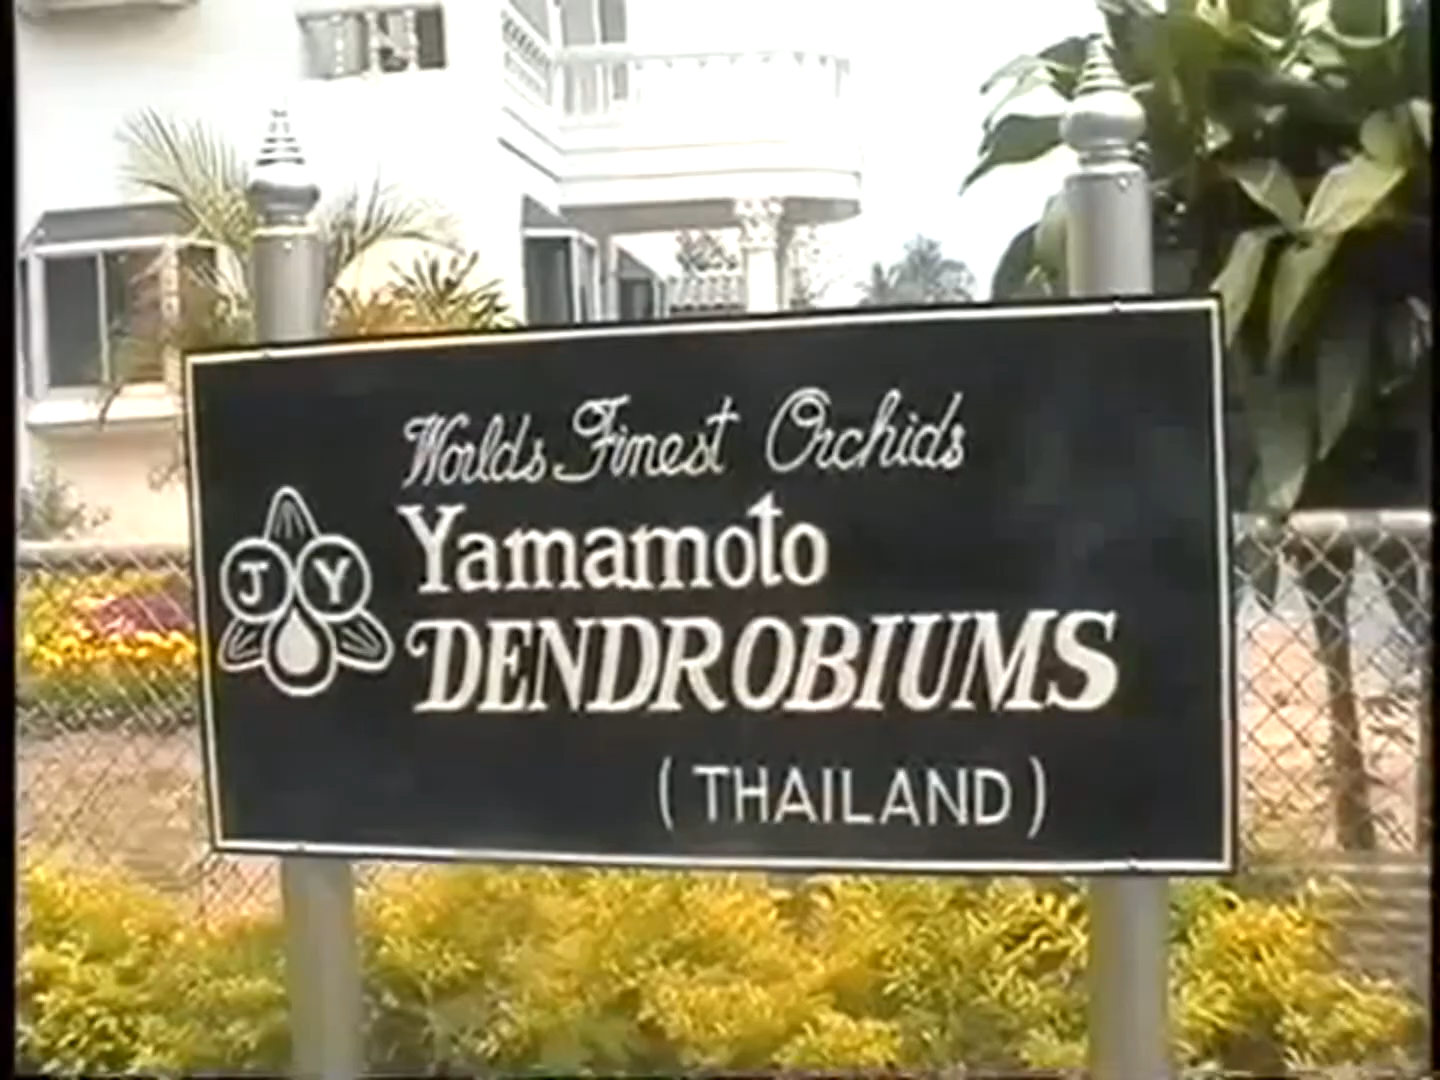 Worlds Finest Orchids
J Y
Yamamoto
DENDROBIUMS
( THAILAND )